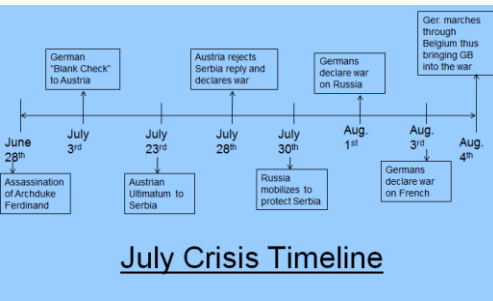 Ger. marches
through
Belgium thus
bringing GB
into the war
German
"Blank Check"
to Austria
Austria rejects
Serbia reply and
declares war
Germans
declare war
on Russia
June
28th
July
3rd
July
23rd
July
28th
July
30th
Aug.
1st
Aug.
3rd
Aug.
4th
Assassination
of Archduke
Ferdinand
Austrian
Ultimatum to
Serbia
Russia
mobilizes to
protect Serbia
Germans
declare war
on French
July Crisis Timeline